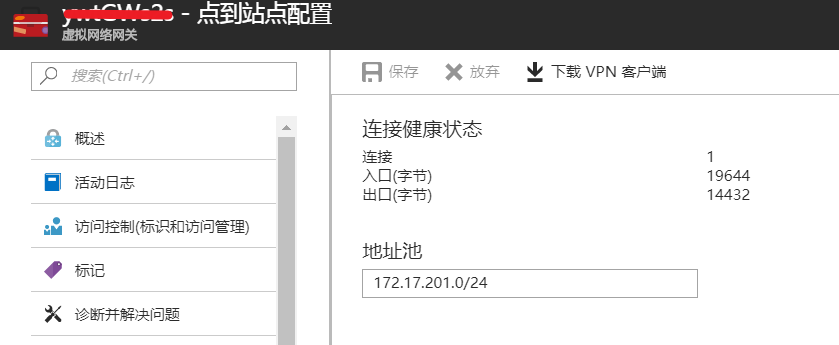 - 点到站点配置
虚拟网络网关
搜索(Ctrl+/)
保存 放弃 下载 VPN 客户端
概述
活动日志
访问控制(标识和访问管理)
标记
诊断并解决问题
连接健康状态
连接 1
入口(字节) 19644
出口(字节) 14432
地址池
172.17.201.0/24